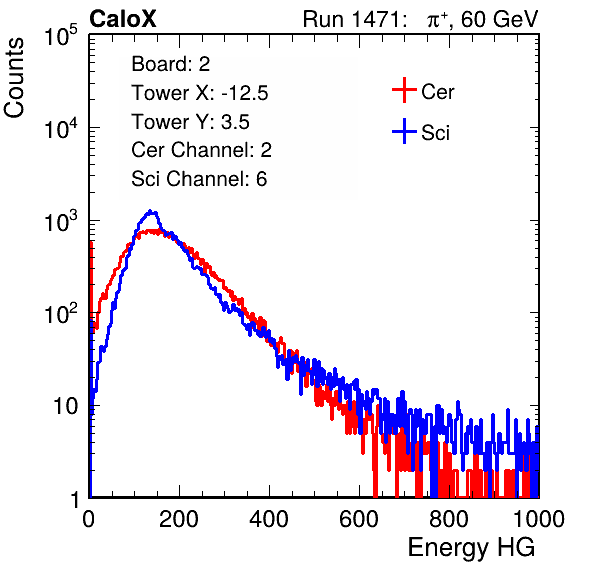 CaloX Run 1471: π⁺, 60 GeV
Counts
Board: 2
Tower X: -12.5
Tower Y: 3.5
Cer Channel: 2
Sci Channel: 6
Cer
Sci
10⁵
10⁴
10³
10²
10
1
0 200 400 600 800 1000
Energy HG